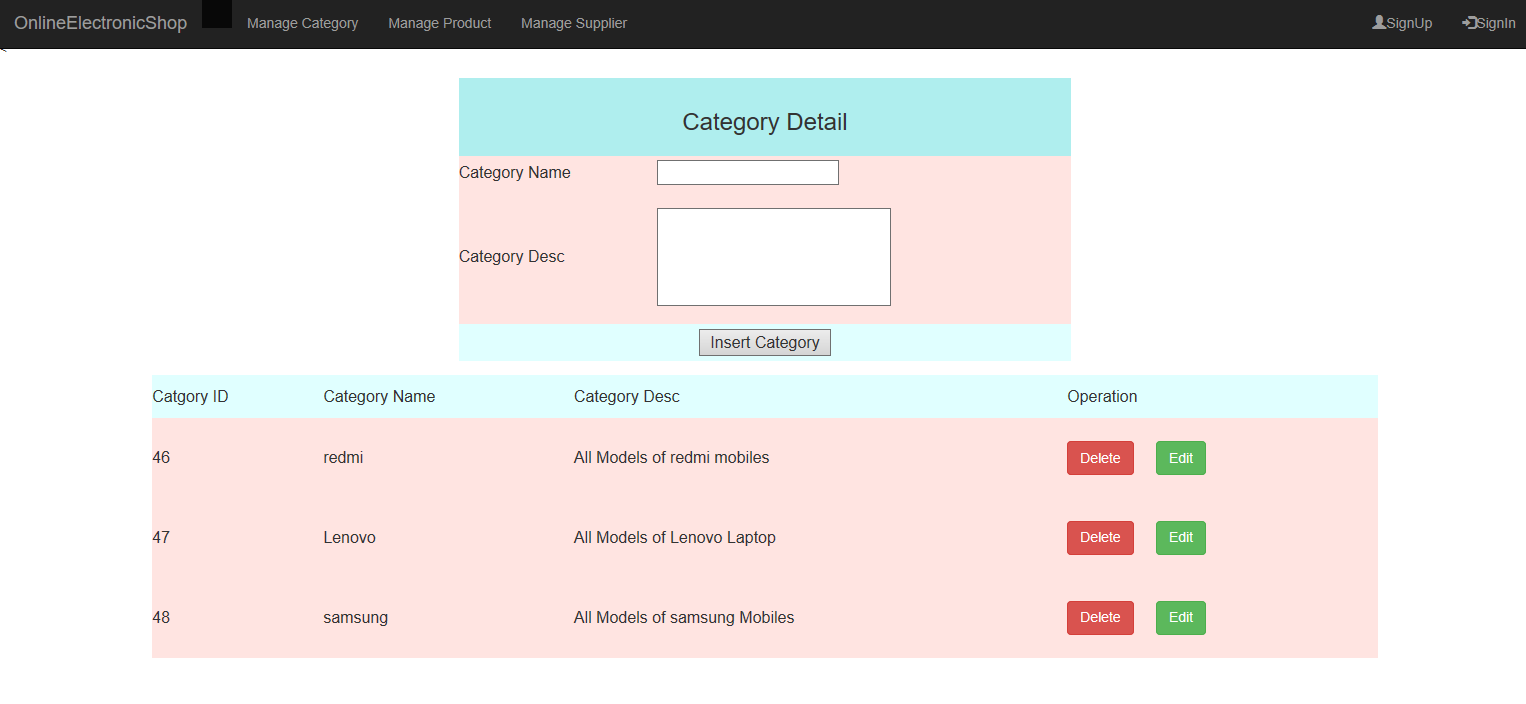 OnlineElectronicShop Manage Category Manage Product Manage Supplier SignUp SignIn
<
Category Detail
Category Name
Category Desc
Insert Category
Catgory ID Category Name Category Desc Operation
46 redmi All Models of redmi mobiles Delete Edit
47 Lenovo All Models of Lenovo Laptop Delete Edit
48 samsung All Models of samsung Mobiles Delete Edit